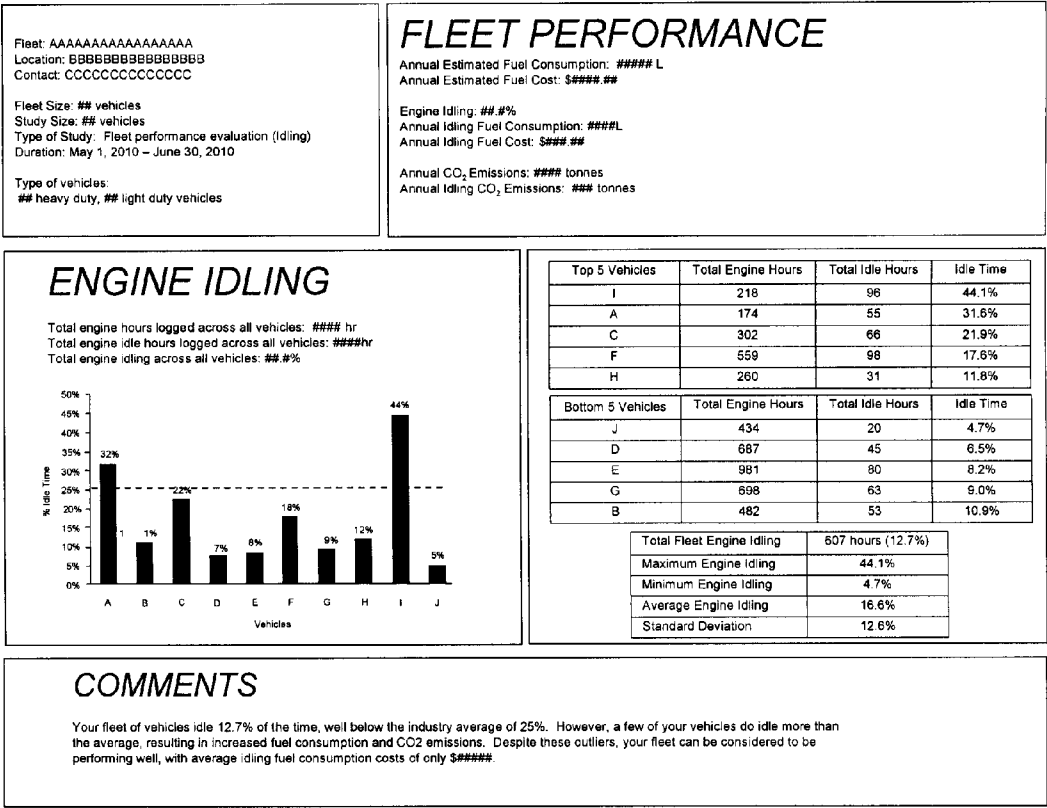 Fleet: AAAAAAAAAAAAAAAAA
Location: BBBBBBBBBBBBBBBB
Contact: CCCCCCCCCCCCCC
Fleet Size: ## vehicles
Study Size: ## vehicles
Type of Study: Fleet performance evaluation (Idling)
Duration: May 1, 2010 – June 30, 2010
Type of vehicles:
## heavy duty, ## light duty vehicles
FLEET PERFORMANCE
Annual Estimated Fuel Consumption: ##### L
Annual Estimated Fuel Cost: $####.##
Engine Idling: ##.#%
Annual Idling Fuel Consumption: ####L
Annual Idling Fuel Cost: $###.##
Annual CO₂ Emissions: #### tonnes
Annual Idling CO₂ Emissions: ### tonnes
ENGINE IDLING
Total engine hours logged across all vehicles: #### hr
Total engine idle hours logged across all vehicles: ####hr
Total engine idling across all vehicles: ##.#%
% Idle Time
50%
45%
40%
35%
30%
25%
20%
15%
10%
5%
0%
32%
1 1%
22%
7%
8%
18%
9%
12%
44%
5%
A B C D E F G H I J
Vehicles
Top 5 Vehicles Total Engine Hours Total Idle Hours Idle Time
I 218 96 44.1%
A 174 55 31.6%
C 302 66 21.9%
F 559 98 17.6%
H 260 31 11.8%
Bottom 5 Vehicles Total Engine Hours Total Idle Hours Idle Time
J 434 20 4.7%
D 687 45 6.5%
E 981 80 8.2%
G 698 63 9.0%
B 482 53 10.9%
Total Fleet Engine Idling 607 hours (12.7%)
Maximum Engine Idling 44.1%
Minimum Engine Idling 4.7%
Average Engine Idling 16.6%
Standard Deviation 12.6%
COMMENTS
Your fleet of vehicles idle 12.7% of the time, well below the industry average of 25%. However, a few of your vehicles do idle more than
the average, resulting in increased fuel consumption and CO2 emissions. Despite these outliers, your fleet can be considered to be
performing well, with average idling fuel consumption costs of only $#####.